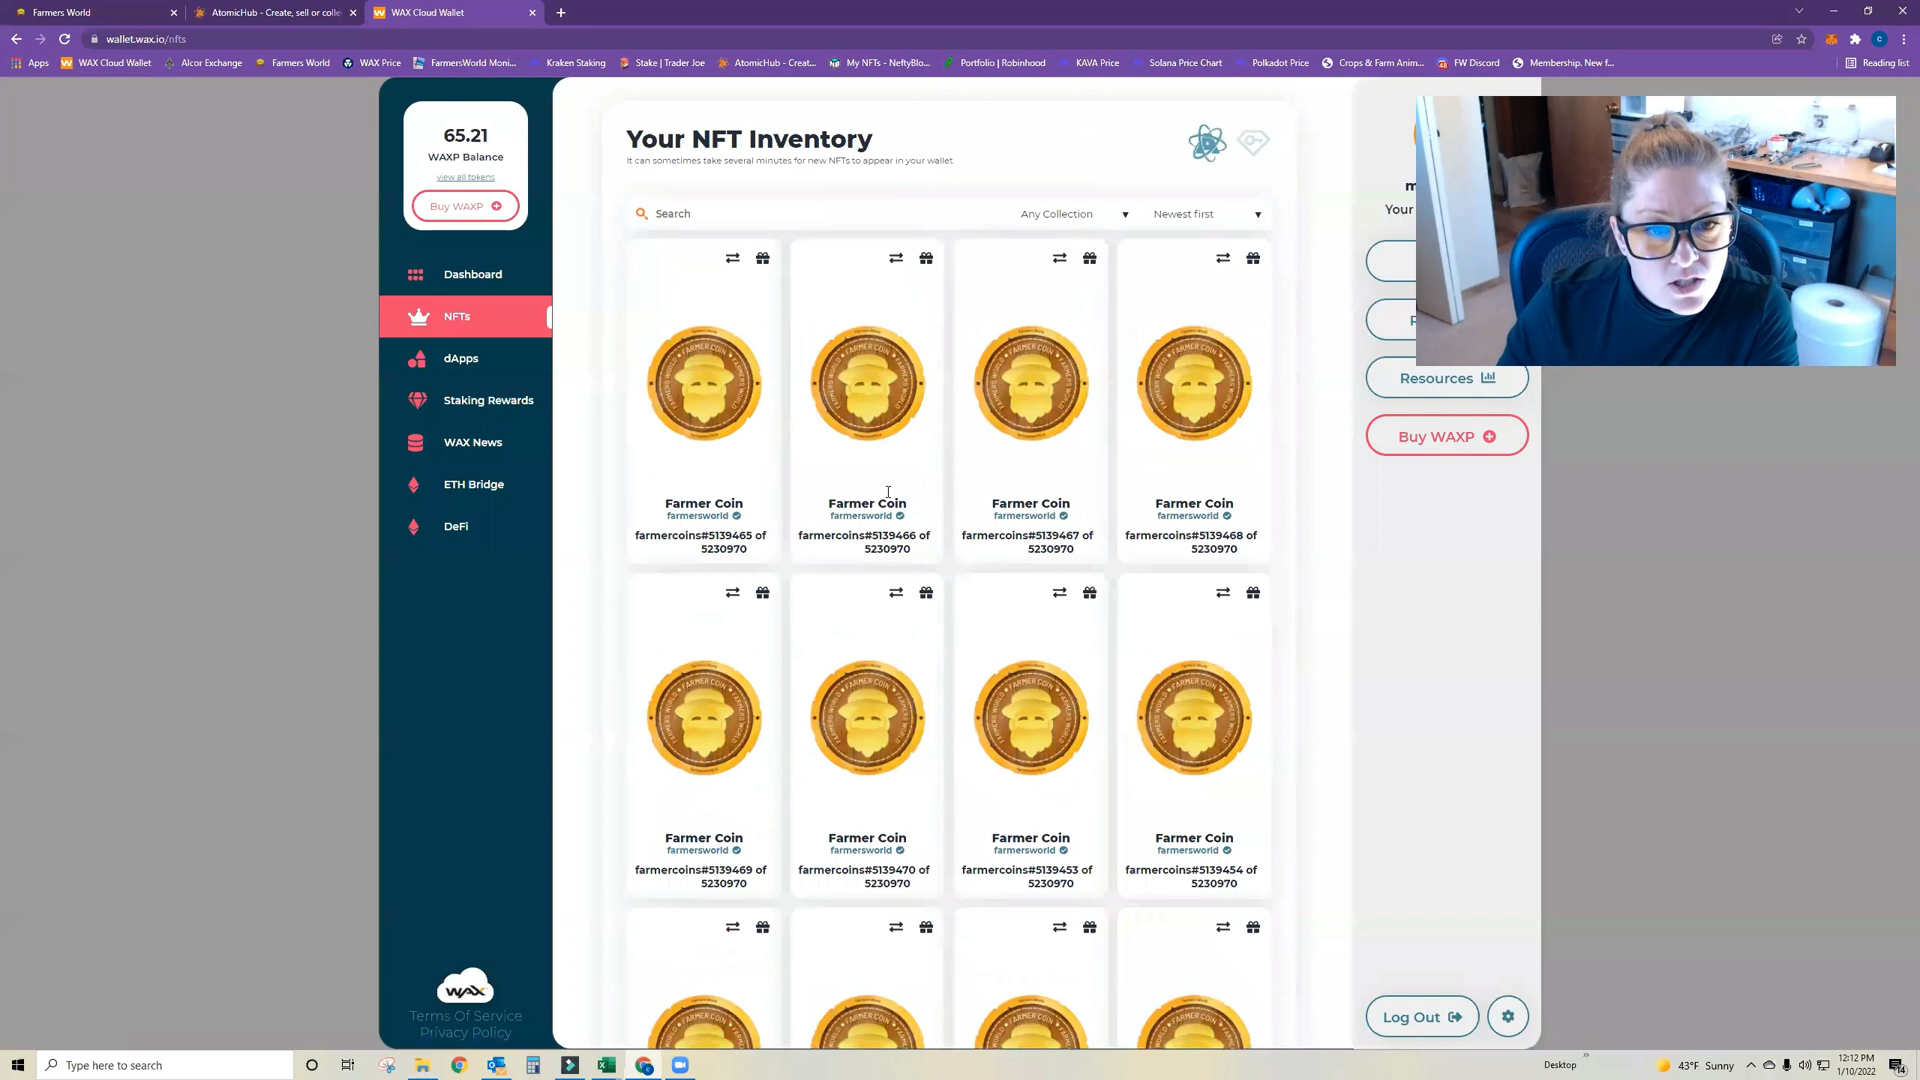 Farmers World
AtomicHub - Create, sell or colle
WAX Cloud Wallet
wallet.wax.io/nfts
Apps
WAX Cloud Wallet
Alcor Exchange
Farmers World
WAX Price
FarmersWorld Moni...
Kraken Staking
Stake | Trader Joe
AtomicHub - Creat...
My NFTs - NeftyBlo...
Portfolio | Robinhood
KAVA Price
Solana Price Chart
Polkadot Price
Crops & Farm Anim...
FW Discord
Membership. New f...
Reading list
65.21
WAXP Balance
view all tokens
Buy WAXP
Dashboard
NFTs
dApps
Staking Rewards
WAX News
ETH Bridge
DeFi
WAX
Terms Of Service
Privacy Policy
Your NFT Inventory
It can sometimes take several minutes for new NFTs to appear in your wallet
Search
Any Collection
Newest first
Farmer Coin
farmersworld
farmercoins#5139465 of
5230970
Farmer Coin
farmersworld
farmercoins#5139466 of
5230970
Farmer Coin
farmersworld
farmercoins#5139467 of
5230970
Farmer Coin
farmersworld
farmercoins#5139468 of
5230970
Farmer Coin
farmersworld
farmercoins#5139469 of
5230970
Farmer Coin
farmersworld
farmercoins#5139470 of
5230970
Farmer Coin
farmersworld
farmercoins#5139453 of
5230970
Farmer Coin
farmersworld
farmercoins#5139454 of
5230970
m
Your
R
Resources
Buy WAXP
Log Out
Type here to search
Desktop
43°F Sunny
12:12 PM
1/10/2022